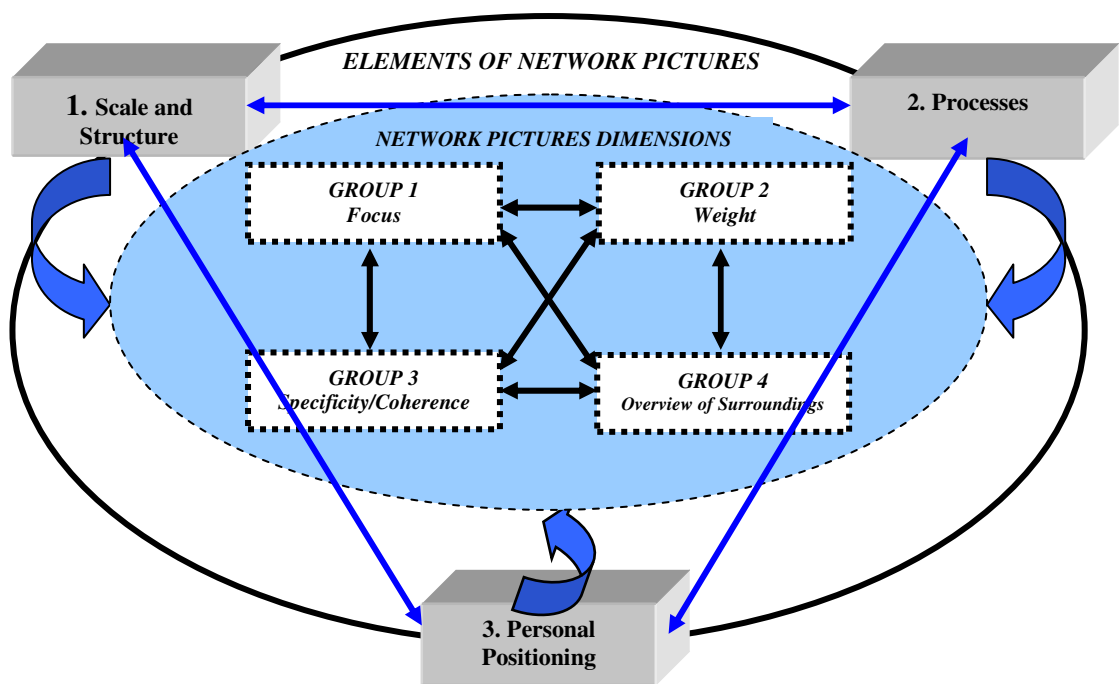 ELEMENTS OF NETWORK PICTURES
1. Scale and
Structure
2. Processes
NETWORK PICTURES DIMENSIONS
GROUP 1
Focus
GROUP 2
Weight
GROUP 3
Specificity/Coherence
GROUP 4
Overview of Surroundings
3. Personal
Positioning